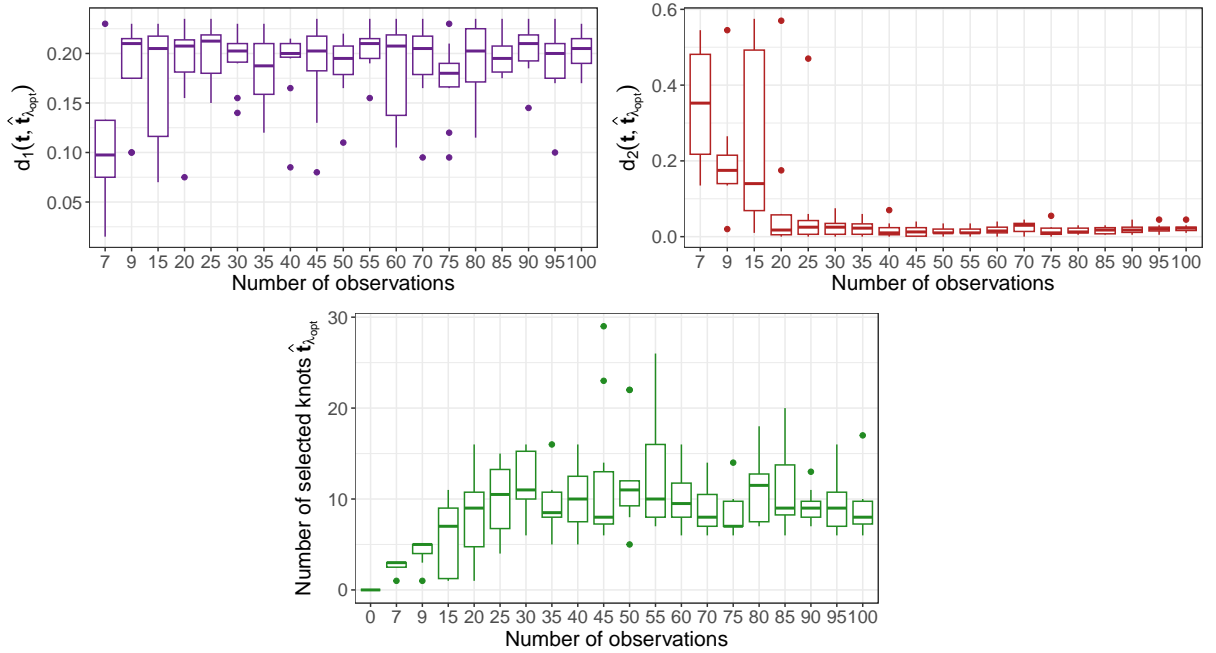 d₁(t, t̂_λopt)
0.20
0.15
0.10
0.05
7 9 15 20 25 30 35 40 45 50 55 60 70 75 80 85 90 95 100
Number of observations
d₂(t, t̂_λopt)
0.6
0.4
0.2
0.0
7 9 15 20 25 30 35 40 45 50 55 60 70 75 80 85 90 95 100
Number of observations
Number of selected knots t̂_λopt
30
20
10
0
0 7 9 15 20 25 30 35 40 45 50 55 60 70 75 80 85 90 95 100
Number of observations